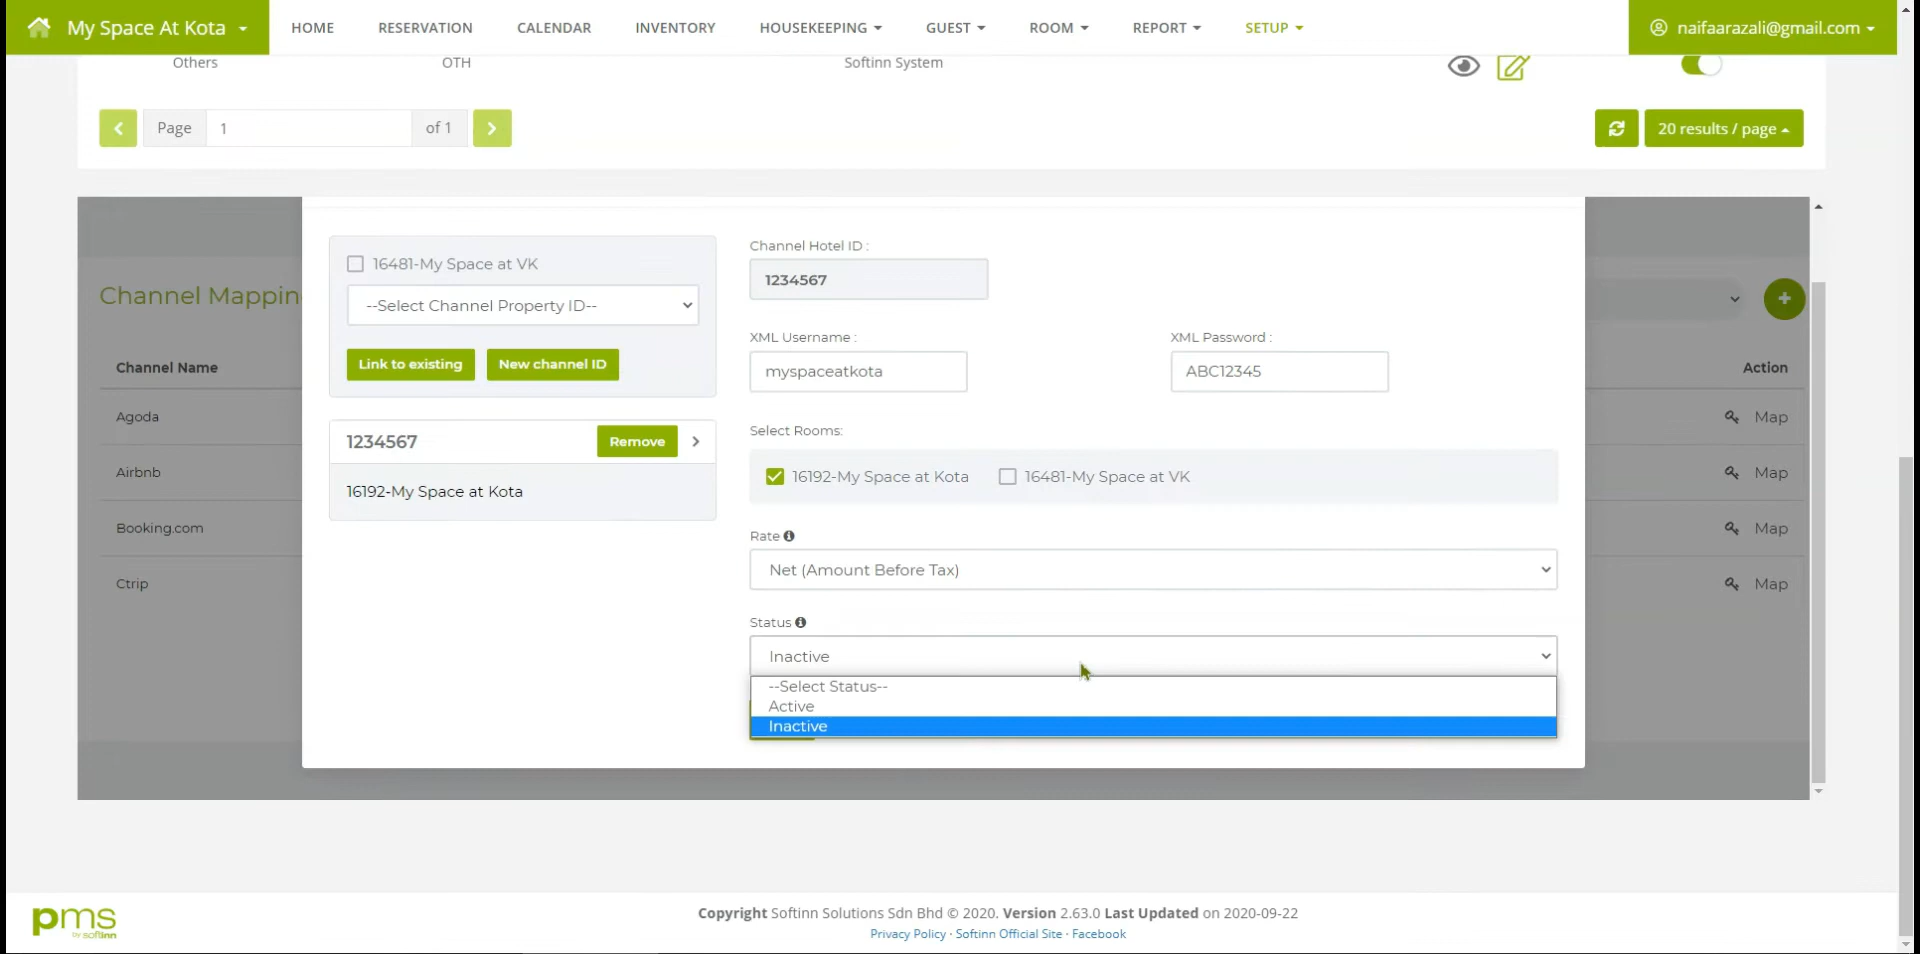 My Space At Kota
HOME
RESERVATION
CALENDAR
INVENTORY
HOUSEKEEPING
GUEST
ROOM
REPORT
SETUP
naifaarazali@gmail.com
Others
OTH
Softinn System
Page
1
of 1
20 results / page
16481-My Space at VK
--Select Channel Property ID--
Link to existing
New channel ID
1234567
Remove
16192-My Space at Kota
Channel Hotel ID :
1234567
XML Username :
XML Password :
myspaceatkota
ABC12345
Select Rooms:
16192-My Space at Kota
16481-My Space at VK
Rate
Net (Amount Before Tax)
Status
Inactive
--Select Status--
Active
Inactive
Channel Mappin
Channel Name
Action
Agoda
Map
Airbnb
Map
Booking.com
Map
Ctrip
Map
pms
by softinn
Copyright Softinn Solutions Sdn Bhd © 2020. Version 2.63.0 Last Updated on 2020-09-22
Privacy Policy · Softinn Official Site · Facebook